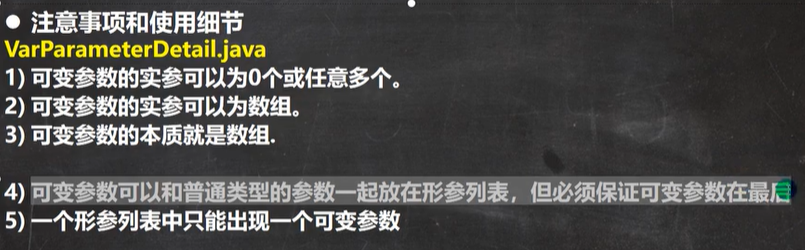 ● 注意事项和使用细节
VarParameterDetail.java
1) 可变参数的实参可以为0个或任意多个。
2) 可变参数的实参可以为数组。
3) 可变参数的本质就是数组.
4) 可变参数可以和普通类型的参数一起放在形参列表，但必须保证可变参数在最后
5) 一个形参列表中只能出现一个可变参数